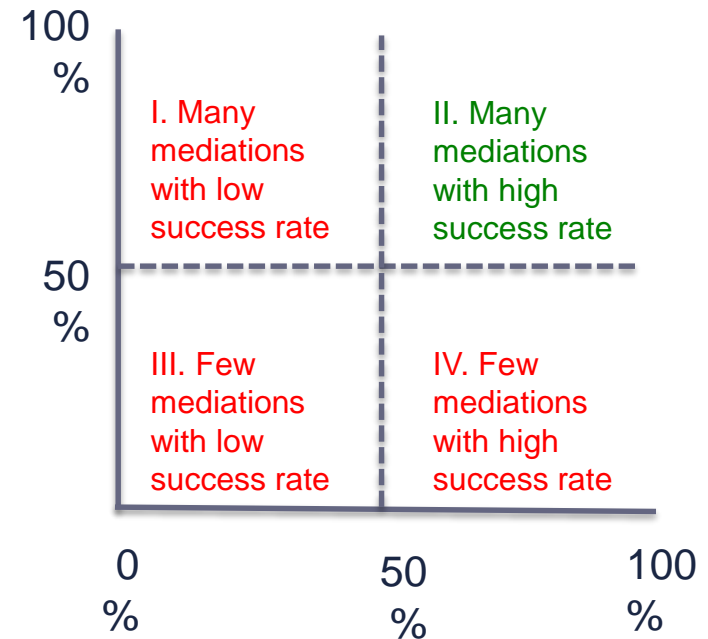 100
%
I. Many
mediations
with low
success rate
II. Many
mediations
with high
success rate
50
%
III. Few
mediations
with low
success rate
IV. Few
mediations
with high
success rate
0
%
50
%
100
%